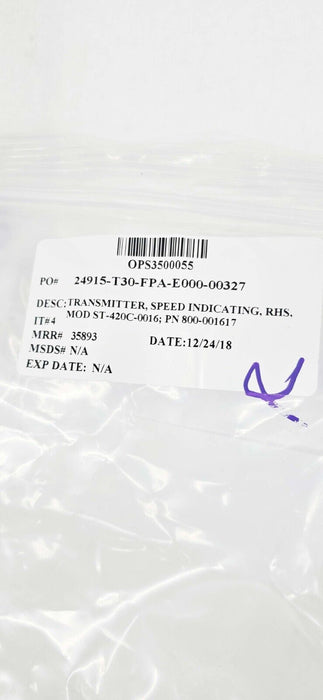 OPS3500055
PO# 24915-T30-FPA-E000-00327
DESC: TRANSMITTER, SPEED INDICATING, RHS.
IT#4 MOD ST-420C-0016; PN 800-001617
MRR# 35893 DATE:12/24/18
MSDS# N/A
EXP DATE: N/A